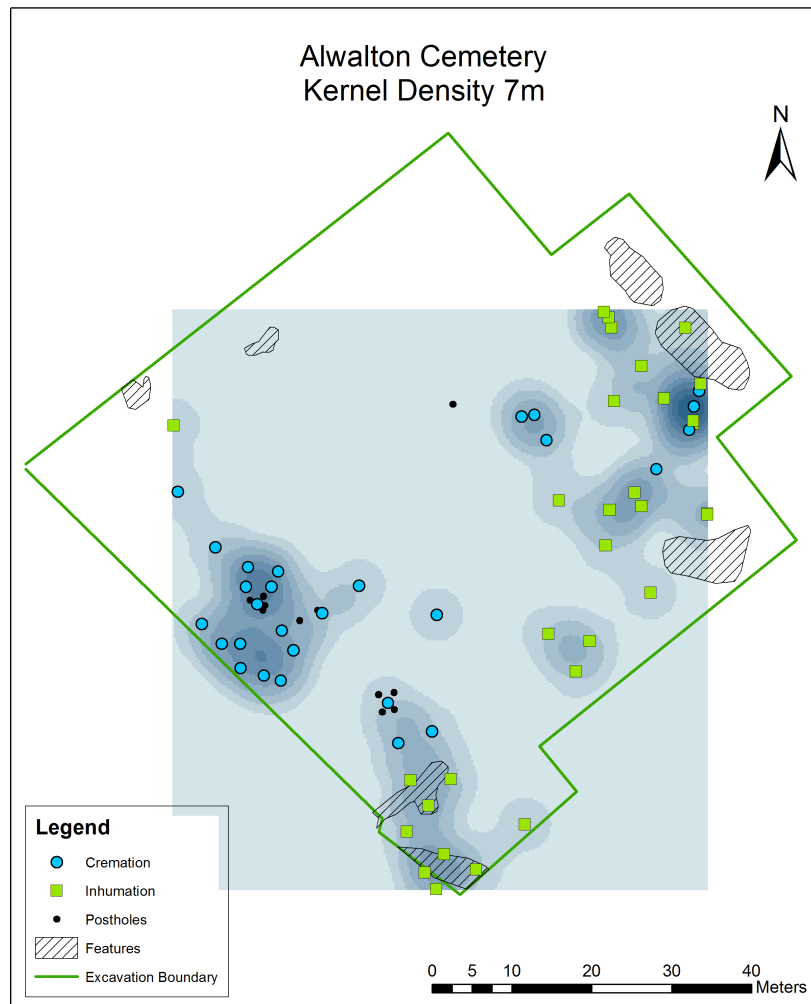 Alwalton Cemetery
Kernel Density 7m
N
Legend
Cremation
Inhumation
Postholes
Features
Excavation Boundary
0 5 10 20 30 40
Meters